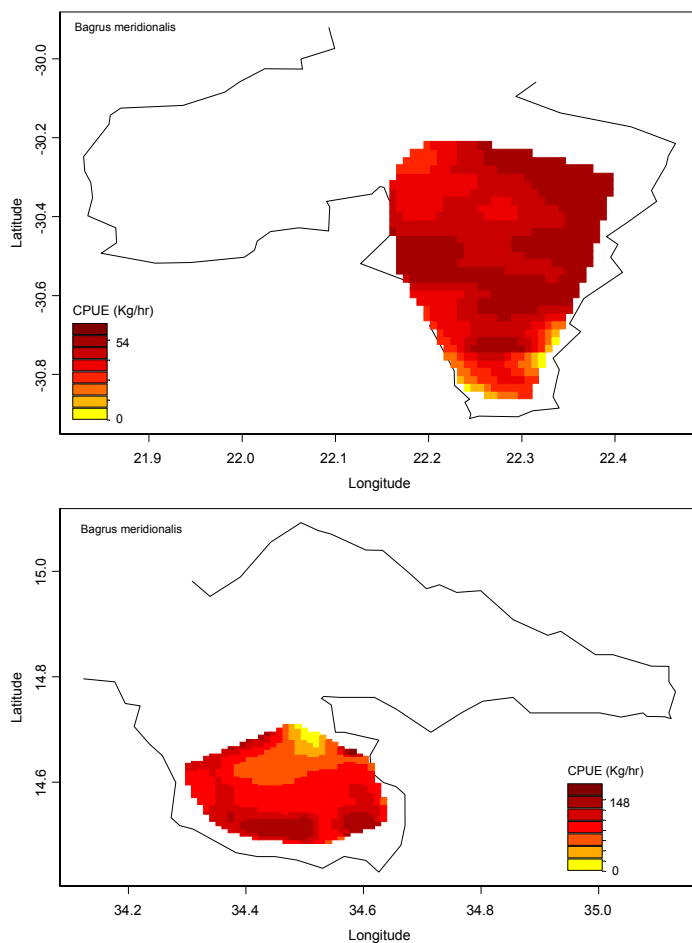 Bagrus meridionalis
-30.0
-30.2
-30.4
-30.6
-30.8
Latitude
CPUE (Kg/hr)
54
0
21.9 22.0 22.1 22.2 22.3 22.4
Longitude
Bagrus meridionalis
15.0
14.8
14.6
Latitude
CPUE (Kg/hr)
148
0
34.2 34.4 34.6 34.8 35.0
Longitude